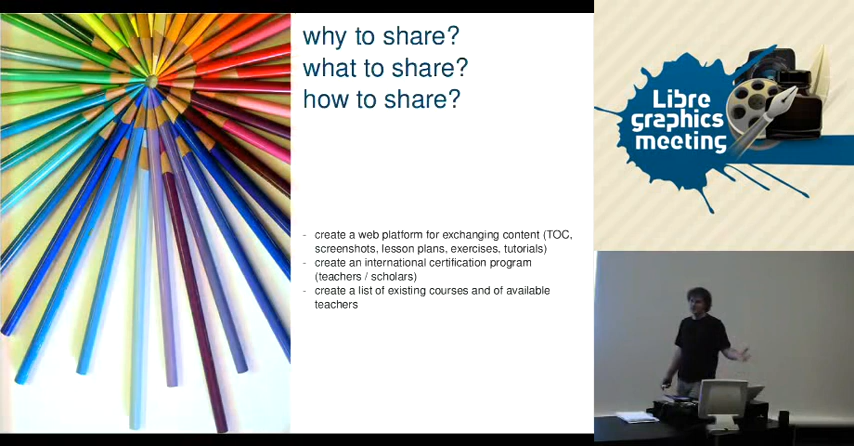 why to share?
what to share?
how to share?
- create a web platform for exchanging content (TOC,
screenshots, lesson plans, exercises, tutorials)
- create an international certification program
(teachers / scholars)
- create a list of existing courses and of available
teachers
Libre
graphics
meeting